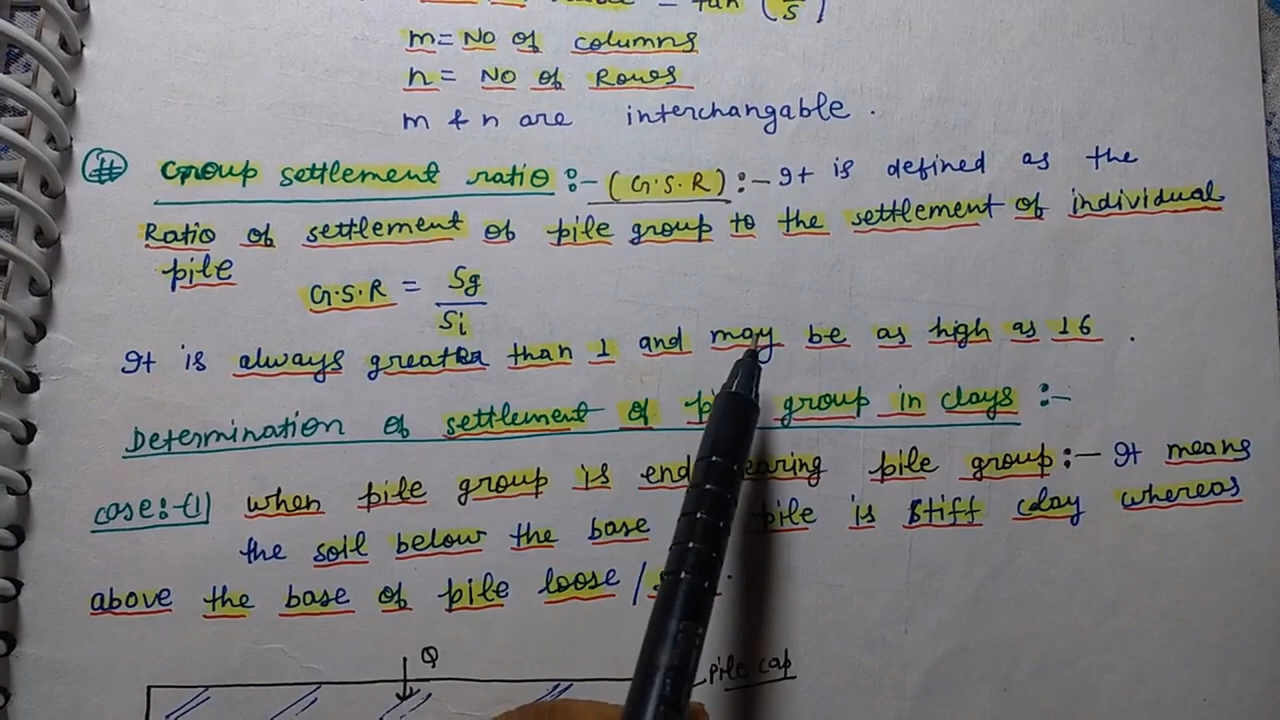 = tan (/s)
m = No of columns
n = No of Rows
m & n are interchangable.
# Group settlement ratio :- (G.S.R) :- It is defined as the
Ratio of settlement of pile group to the settlement of individual
pile
G.S.R = Sg
Si
It is always greater than 1 and may be as high as 16.
Determination of settlement of group in clays :-
case:-(1) when pile group is end pile group :- It means
the soil below the base pile is stiff clay whereas
above the base of pile loose /
Q
pile cap